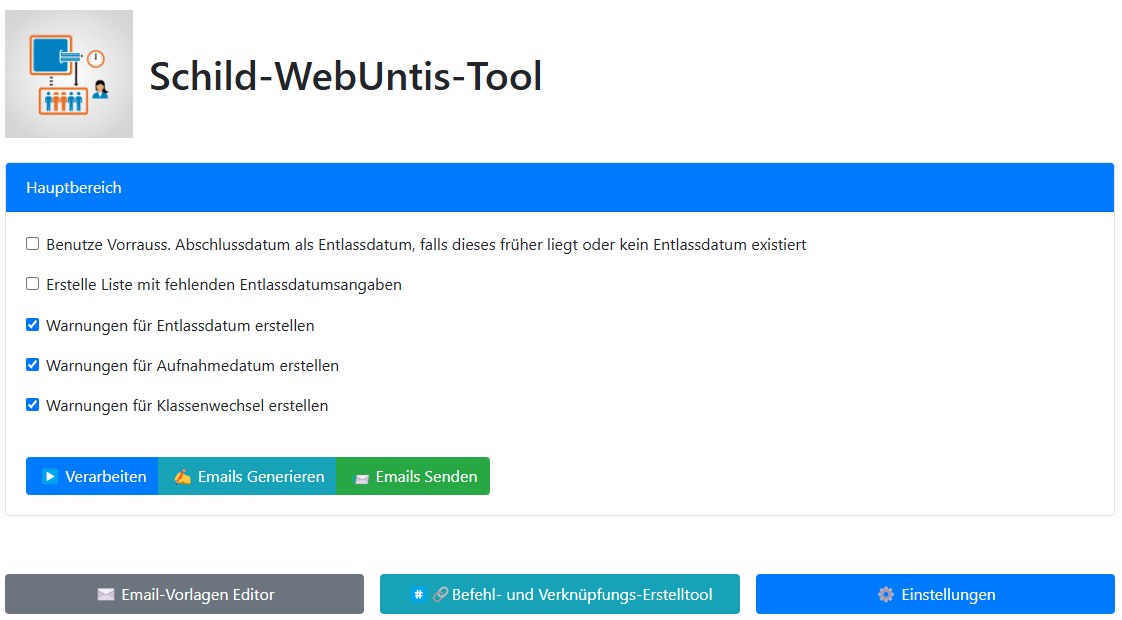 Schild-WebUntis-Tool
Hauptbereich
Benutze Vorrauss. Abschlussdatum als Entlassdatum, falls dieses früher liegt oder kein Entlassdatum existiert
Erstelle Liste mit fehlenden Entlassdatumsangaben
Warnungen für Entlassdatum erstellen
Warnungen für Aufnahmedatum erstellen
Warnungen für Klassenwechsel erstellen
Verarbeiten Emails Generieren Emails Senden
Email-Vorlagen Editor #Befehl- und Verknüpfungs-Erstelltool Einstellungen